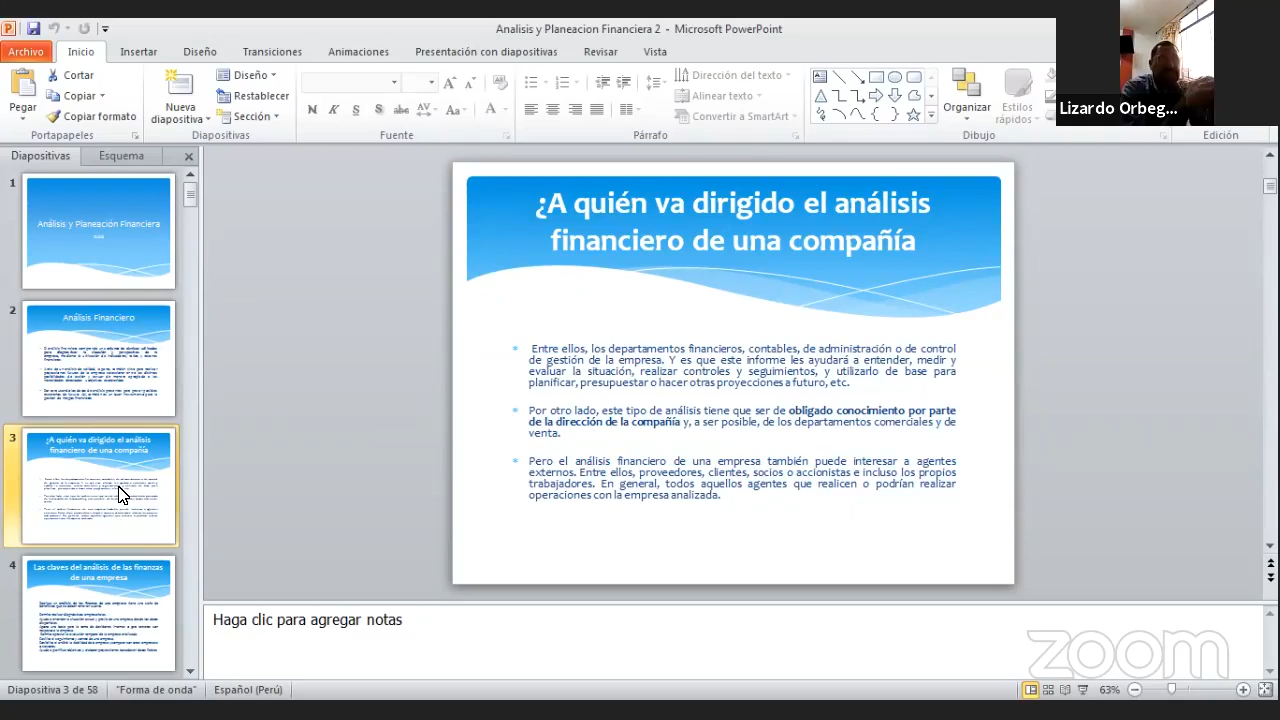 Analisis y Planeacion Financiera 2 - Microsoft PowerPoint
Archivo Inicio Insertar Diseño Transiciones Animaciones Presentación con diapositivas Revisar Vista
Pegar
Cortar
Copiar
Copiar formato
Portapapeles
Nueva
diapositiva
Diseño
Restablecer
Sección
Diapositivas
Fuente
Dirección del texto
Alinear texto
Convertir a SmartArt
Párrafo
Organizar
Estilos
rápidos
Dibujo
Edición
Lizardo Orbeg...
Diapositivas Esquema
1
Análisis y Planeación Financiera
2
Análisis Financiero
3
¿A quién va dirigido el análisis
financiero de una compañía
4
Las claves del análisis de las finanzas
de una empresa
¿A quién va dirigido el análisis
financiero de una compañía
Entre ellos, los departamentos financieros, contables, de administración o de control
de gestión de la empresa. Y es que este informe les ayudará a entender, medir y
evaluar la situación, realizar controles y seguimientos, y utilizarlo de base para
planificar, presupuestar o hacer otras proyecciones a futuro, etc.
Por otro lado, este tipo de análisis tiene que ser de obligado conocimiento por parte
de la dirección de la compañía y, a ser posible, de los departamentos comerciales y de
venta.
Pero el análisis financiero de una empresa también puede interesar a agentes
externos. Entre ellos, proveedores, clientes, socios o accionistas e incluso los propios
trabajadores. En general, todos aquellos agentes que realicen o podrían realizar
operaciones con la empresa analizada.
Haga clic para agregar notas
zoom
Diapositiva 3 de 58 "Forma de onda" Español (Perú) 63%